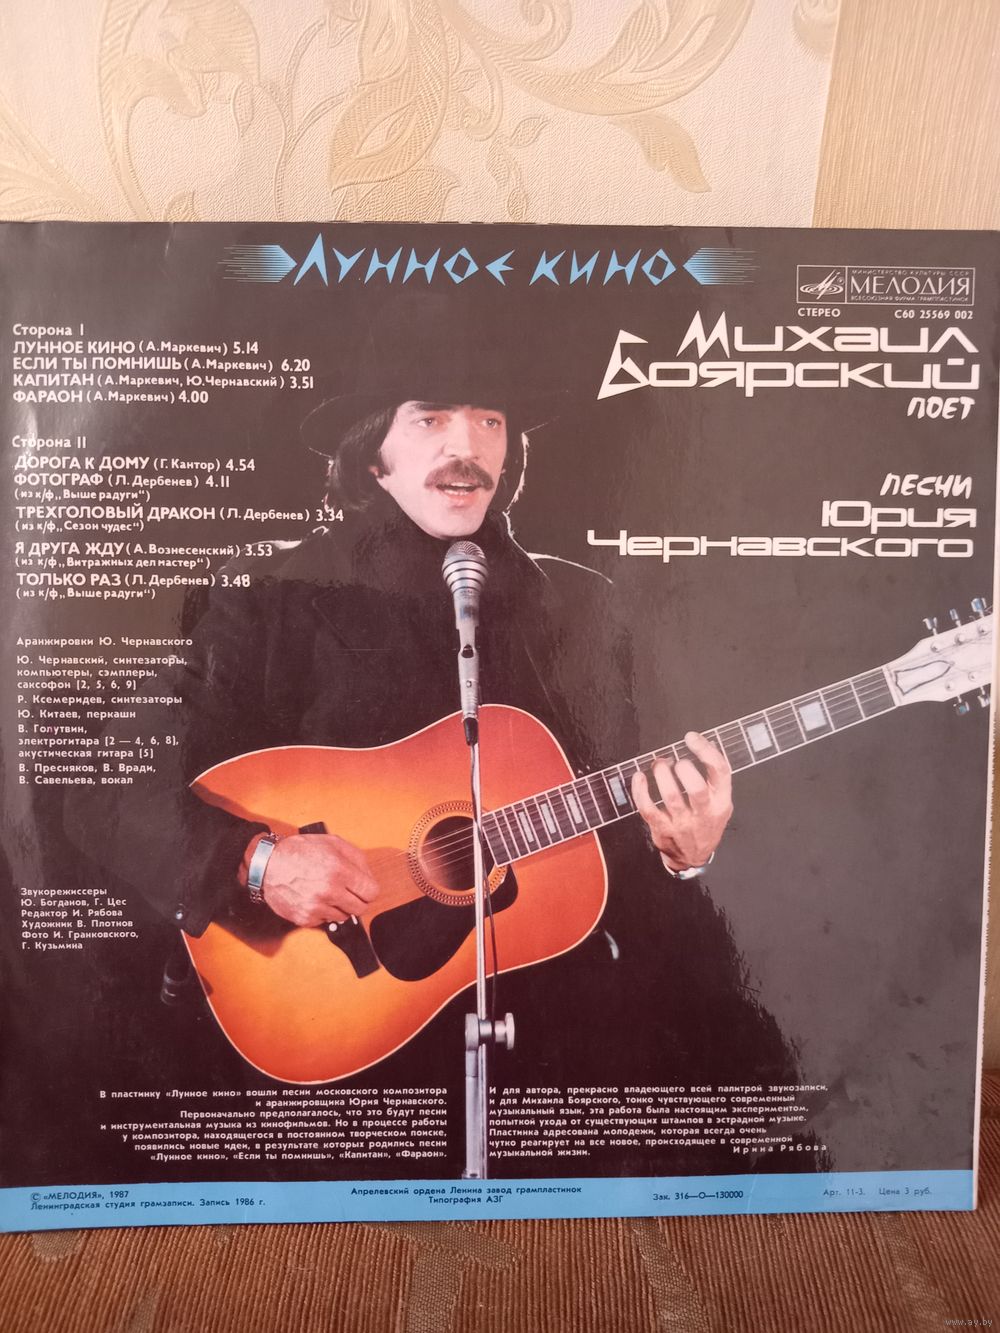 ЛУННОЕ КИНО
МИНИСТЕРСТВО КУЛЬТУРЫ СССР
МЕЛОДИЯ
ВСЕСОЮЗНАЯ ФИРМА ГРАМПЛАСТИНОК
СТЕРЕО С60 25569 002
Михаил
Боярский
ПОЕТ
ПЕСНИ
Юрия
Чернавского
Сторона I
ЛУННОЕ КИНО (А. Маркевич) 5.14
ЕСЛИ ТЫ ПОМНИШЬ (А. Маркевич) 6.20
КАПИТАН (А. Маркевич, Ю. Чернавский) 3.51
ФАРАОН (А. Маркевич) 4.00
Сторона II
ДОРОГА К ДОМУ (Г. Кантор) 4.54
ФОТОГРАФ (Л. Дербенев) 4.11
(из к/ф „Выше радуги")
ТРЕХГОЛОВЫЙ ДРАКОН (Л. Дербенев) 3.34
(из к/ф „Сезон чудес")
Я ДРУГА ЖДУ (А. Вознесенский) 3.53
(из к/ф „Витражных дел мастер")
ТОЛЬКО РАЗ (Л. Дербенев) 3.48
(из к/ф „Выше радуги")
Аранжировки Ю. Чернавского
Ю. Чернавский, синтезаторы,
компьютеры, сэмплеры,
саксофон [2, 5, 6, 9]
Р. Ксемеридев, синтезаторы
Ю. Китаев, перкашн
В. Голутвин,
электрогитара [2 — 4, 6, 8],
акустическая гитара [5]
В. Пресняков, В. Вради,
В. Савельева, вокал
Звукорежиссеры
Ю. Богданов, Г. Цес
Редактор И. Рябова
Художник В. Плотнов
Фото И. Гранковского,
Г. Кузьмина
В пластинку «Лунное кино» вошли песни московского композитора
и аранжировщика Юрия Чернавского.
Первоначально предполагалось, что это будут песни
и инструментальная музыка из кинофильмов. Но в процессе работы
у композитора, находящегося в постоянном творческом поиске,
появились новые идеи, в результате которых родились песни
«Лунное кино», «Если ты помнишь», «Капитан», «Фараон».
И для автора, прекрасно владеющего всей палитрой звукозаписи,
и для Михаила Боярского, тонко чувствующего современный
музыкальный язык, эта работа была настоящим экспериментом,
попыткой ухода от существующих штампов в эстрадной музыке.
Пластинка адресована молодежи, которая всегда очень
чутко реагирует на все новое, происходящее в современной
музыкальной жизни. Ирина Рябова
© «МЕЛОДИЯ», 1987
Ленинградская студия грамзаписи. Запись 1986 г.
Апрелевский ордена Ленина завод грампластинок
Типография АЗГ
Зак. 316—О—130000
Арт. 11-3. Цена 3 руб.
www.ay.by